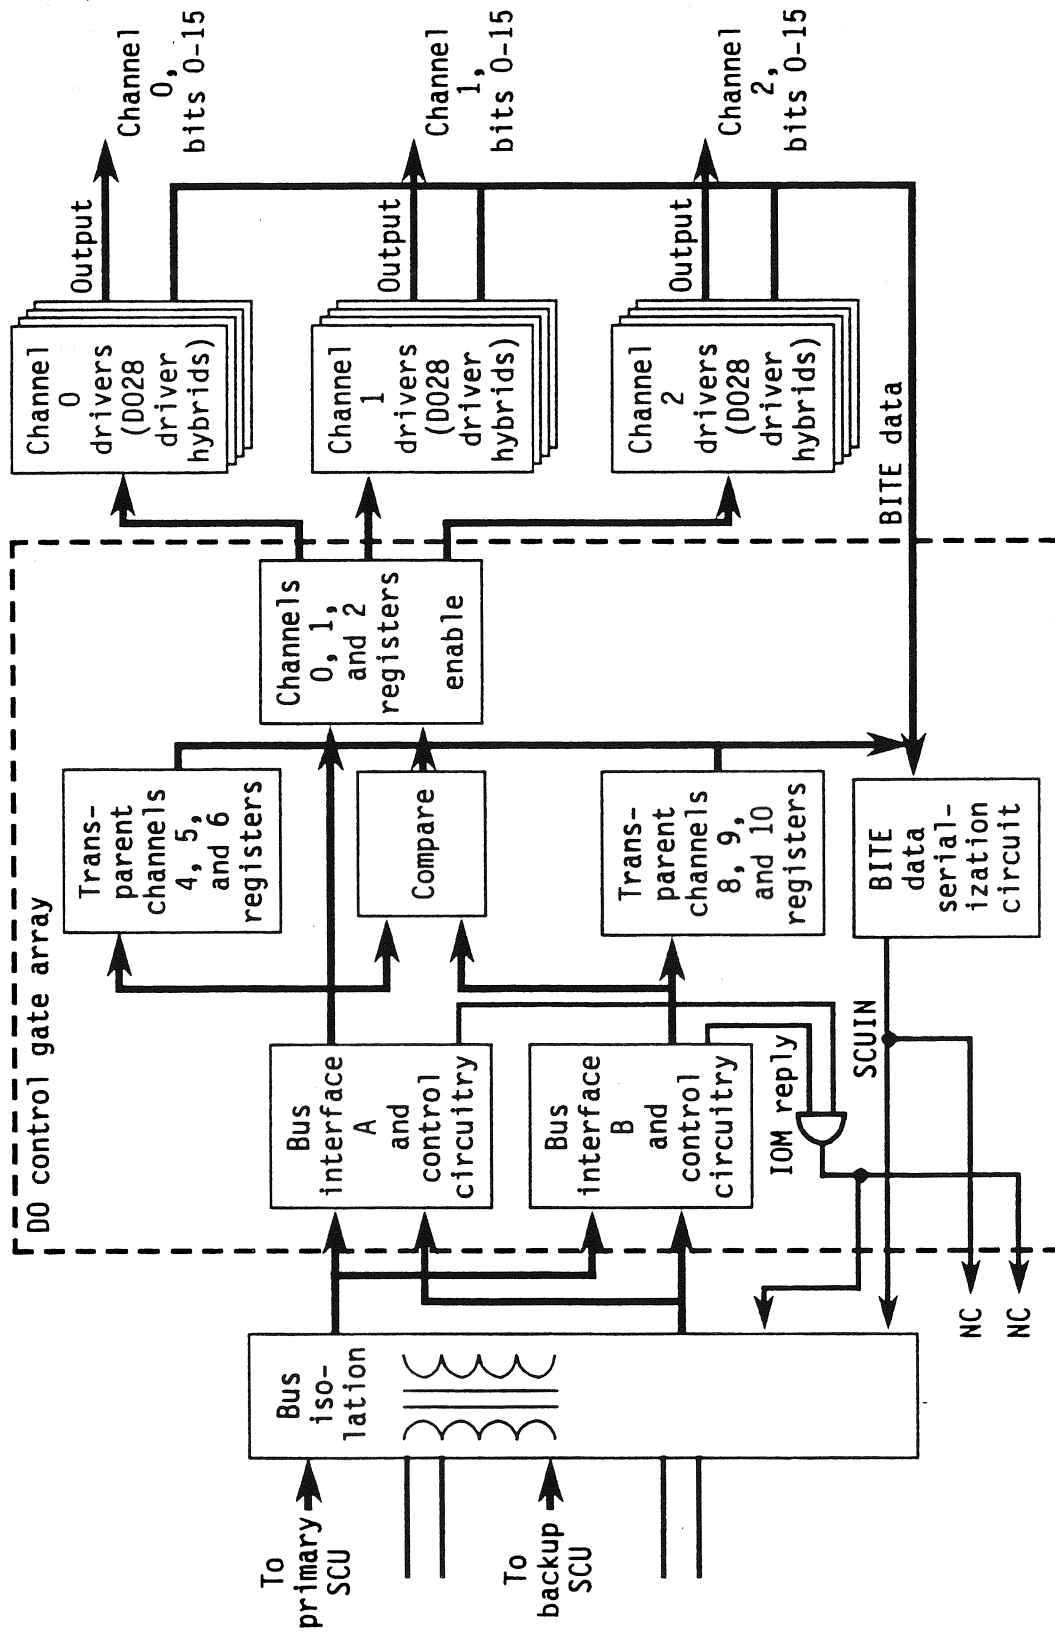 DO control gate array
To
primary
SCU
To
backup
SCU
Bus
iso-
lation
Bus
interface
A
and
control
circuitry
Bus
interface
B
and
control
circuitry
IOM reply
SCUIN
NC
NC
Trans-
parent
channels
4, 5,
and 6
registers
Compare
Trans-
parent
channels
8, 9,
and 10
registers
BITE
data
serial-
ization
circuit
Channels
0, 1,
and 2
registers
enable
BITE data
Channel
0
drivers
(DO28
driver
hybrids)
Channel
1
drivers
(DO28
driver
hybrids)
Channel
2
drivers
(DO28
driver
hybrids)
Output
Output
Output
Channel
0,
bits 0-15
Channel
1,
bits 0-15
Channel
2,
bits 0-15